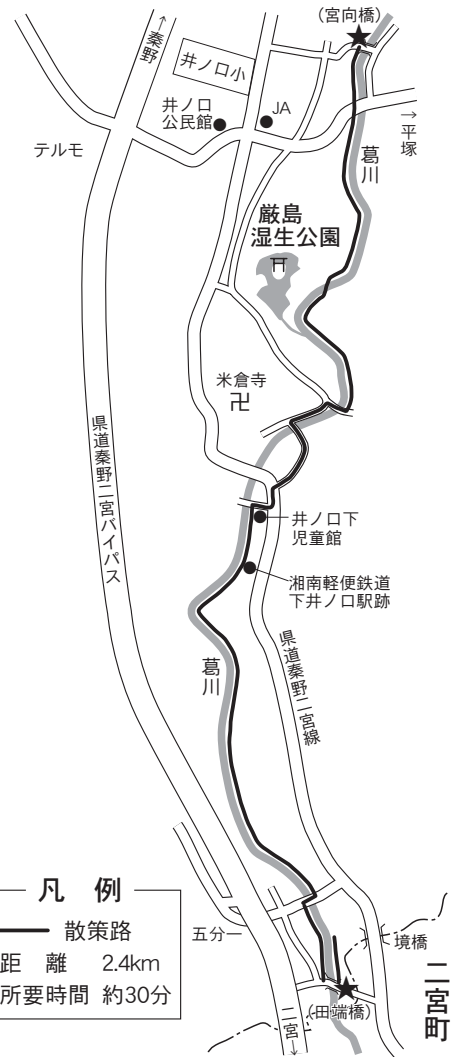 (宮向橋)
←秦野
井ノ口小
井ノ口
公民館
JA
テルモ
→平塚
葛川
厳島
湿生公園
米倉寺
卍
県道秦野二宮バイパス
井ノ口下
児童館
湘南軽便鉄道
下井ノ口駅跡
県道秦野二宮線
葛川
凡 例
散策路
距 離 2.4km
所要時間 約30分
五分一
境橋
二宮町
(田端橋)
二宮→